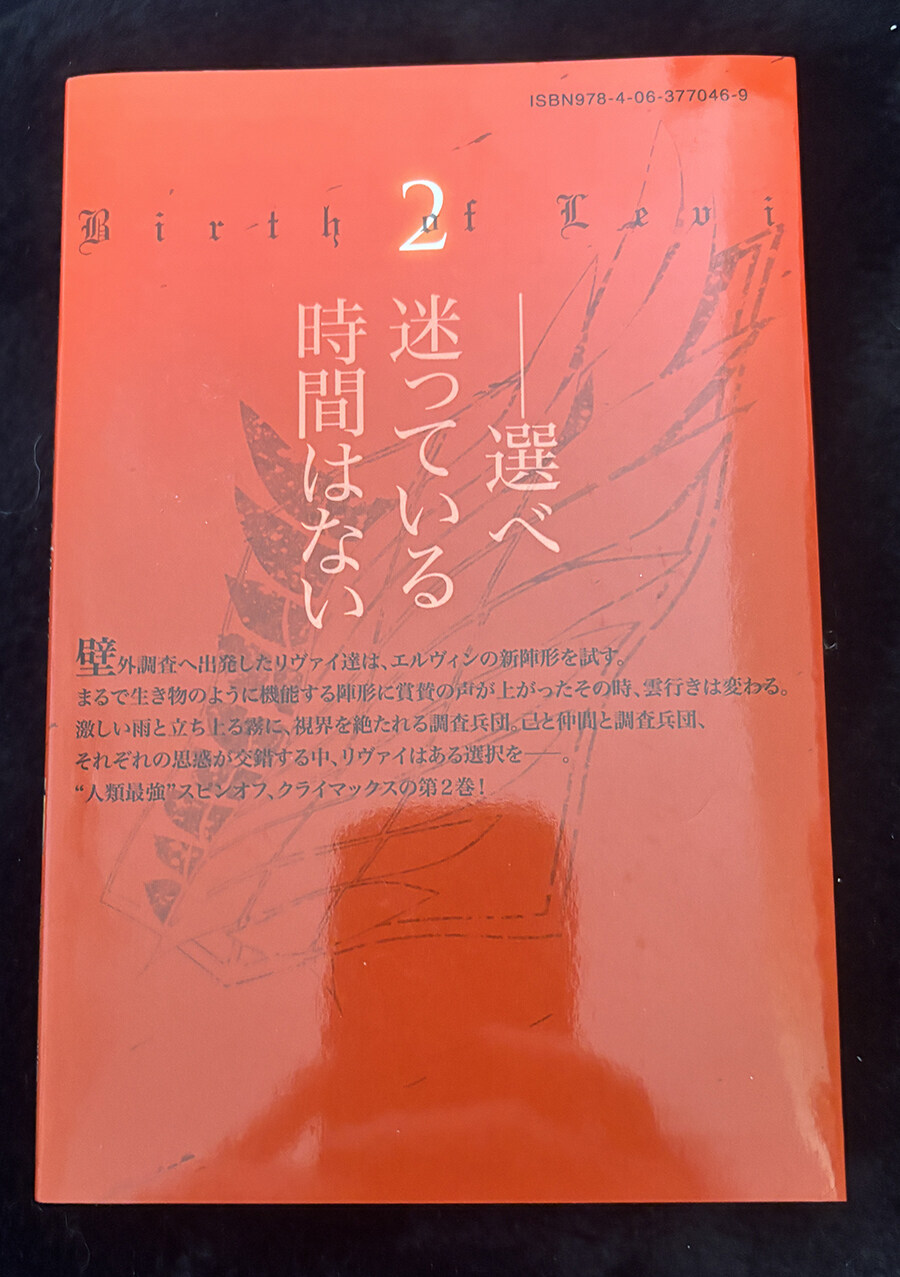 ISBN978-4-06-377046-9
2
Birth of Levi
──選べ
迷っている
時間はない
壁外調査へ出発したリヴァイ達は、エルヴィンの新陣形を試す。
まるで生き物のように機能する陣形に賞賛の声が上がったその時、雲行きは変わる。
激しい雨と立ち上る霧に、視界を絶たれる調査兵団。己と仲間と調査兵団、
それぞれの思惑が交錯する中、リヴァイはある選択を──。
“人類最強”スピンオフ、クライマックスの第2巻!